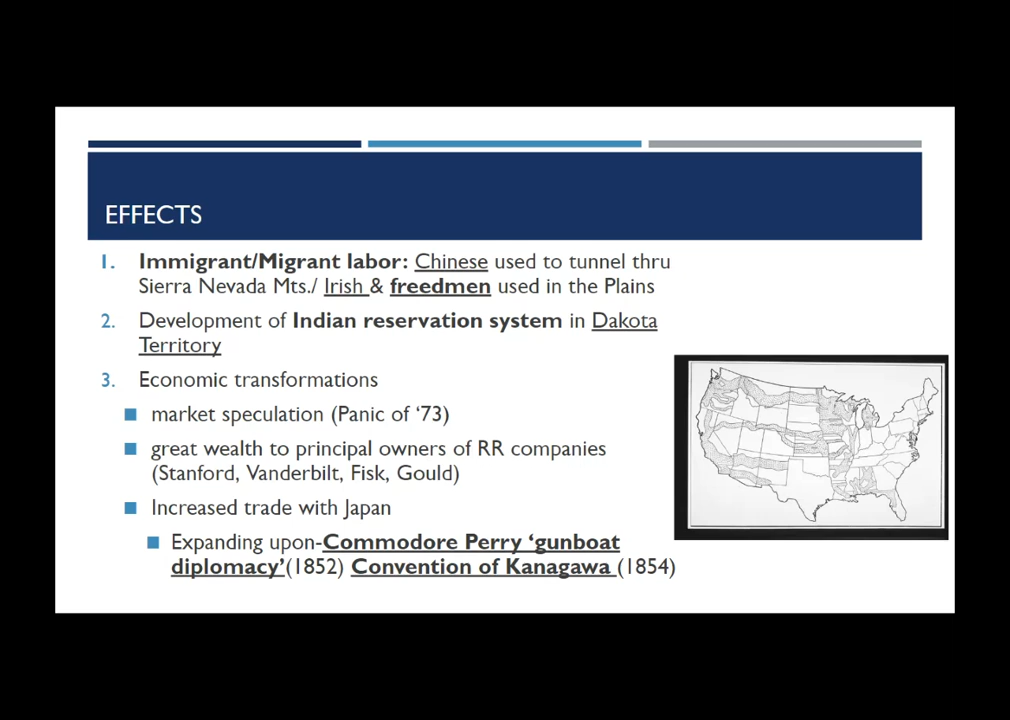 EFFECTS
1. Immigrant/Migrant labor: Chinese used to tunnel thru
Sierra Nevada Mts./ Irish & freedmen used in the Plains
2. Development of Indian reservation system in Dakota
Territory
3. Economic transformations
market speculation (Panic of ‘73)
great wealth to principal owners of RR companies
(Stanford, Vanderbilt, Fisk, Gould)
Increased trade with Japan
Expanding upon-Commodore Perry ‘gunboat
diplomacy’(1852) Convention of Kanagawa (1854)